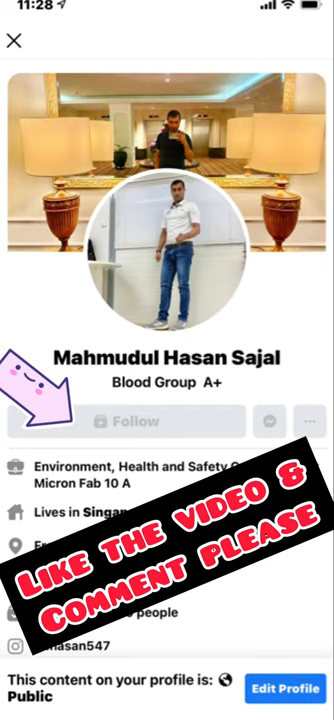 11:28
Mahmudul Hasan Sajal
Blood Group A+
Follow
Environment, Health and Safety
Micron Fab 10 A
Lives in
LIKE THE VIDEO &
COMMENT PLEASE
people
This content on your profile is:
Public
Edit Profile